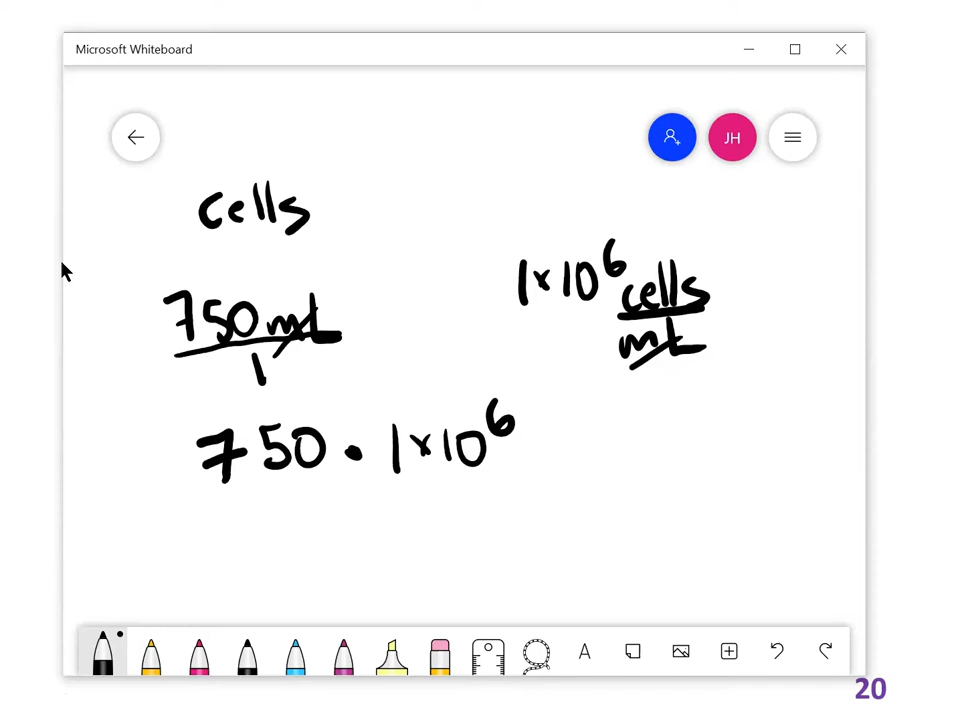 Microsoft Whiteboard
JH
cells
750 mL
1
1×10⁶ cells
mL
750 • 1×10⁶
A
20